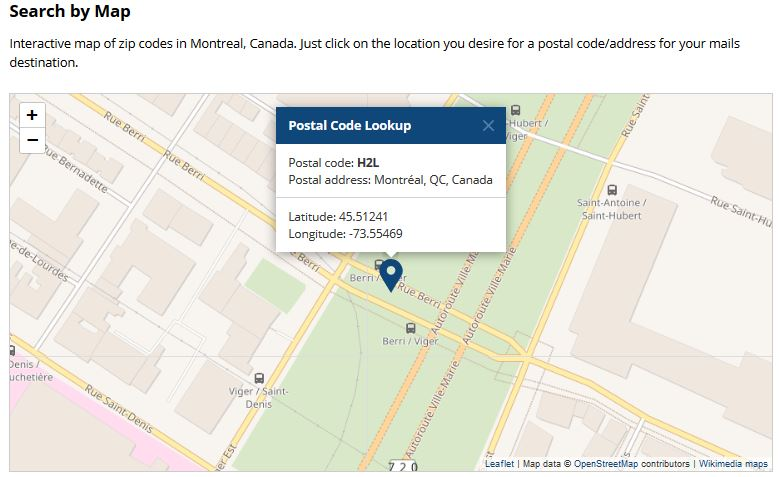 Search by Map
Interactive map of zip codes in Montreal, Canada. Just click on the location you desire for a postal code/address for your mails
destination.
+
−
Postal Code Lookup ×
Postal code: H2L
Postal address: Montréal, QC, Canada
Latitude: 45.51241
Longitude: -73.55469
Rue Berri
Rue Berri
Rue Bernadette
-Hubert /
Viger
Rue Saint
Saint-Antoine /
Saint-Hubert
Rue Saint-Hu
e-de-Lourdes
Berri
Berri /
Rue Berri
Autoroute Ville-Ma
Autoroute Ville-Marie
Berri / Viger
Denis /
uchetière
Viger / Saint-
Denis
Rue Saint-Denis
er Est
Autoroute Ville-Marie
720
Leaflet | Map data © OpenStreetMap contributors | Wikimedia maps